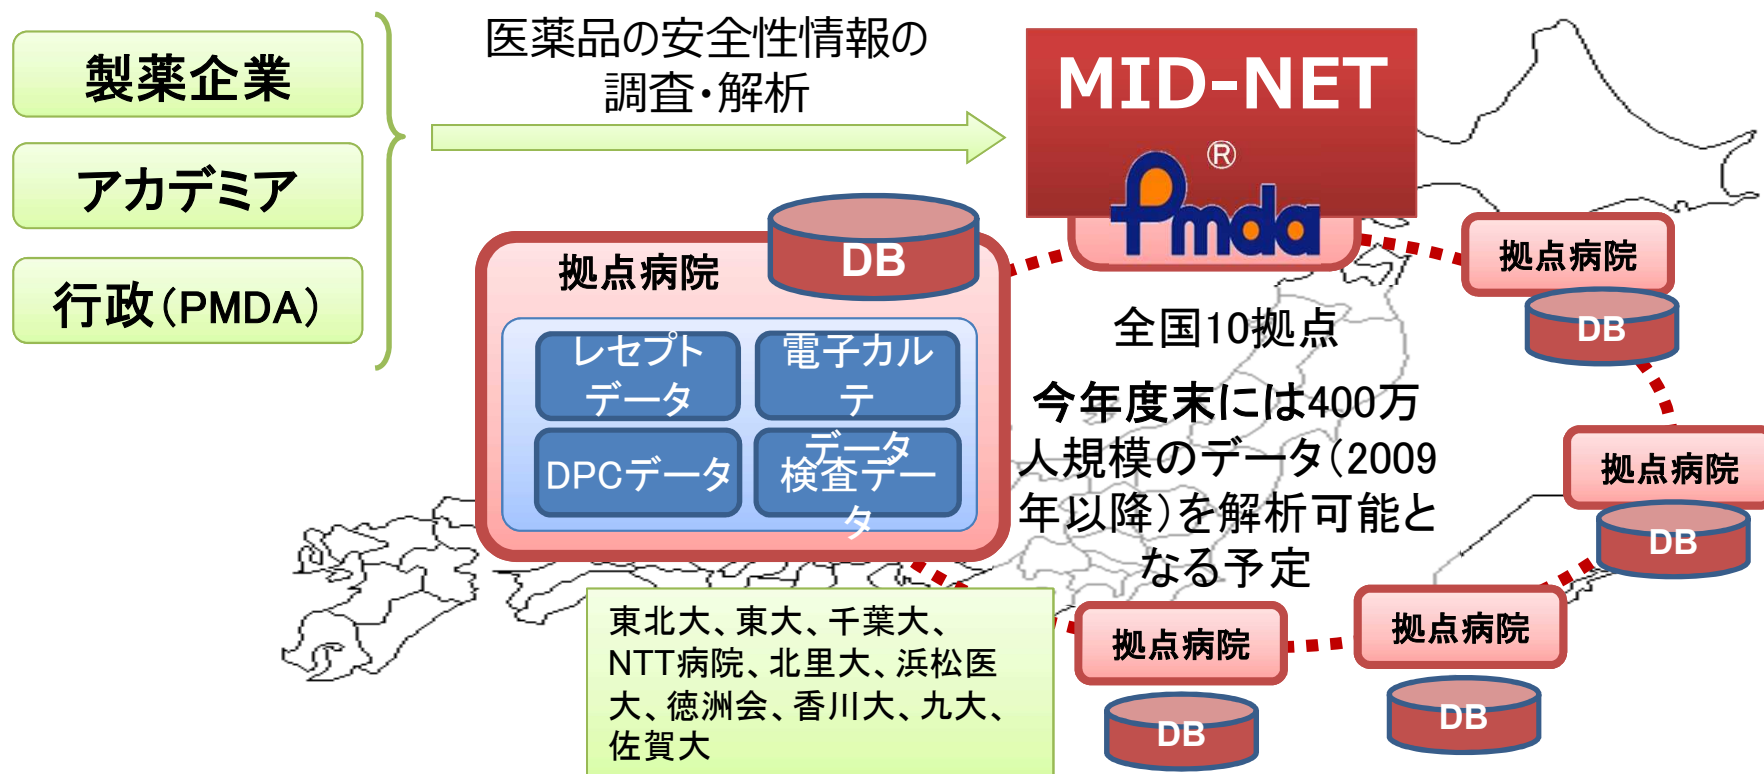 製薬企業
アカデミア
行政（PMDA）
医薬品の安全性情報の
調査・解析
MID-NET
®
Pmda
拠点病院
DB
レセプト
データ
電子カル
テ
データ
DPCデータ
検査デー
タ
全国10拠点
今年度末には400万
人規模のデータ（2009
年以降）を解析可能と
なる予定
東北大、東大、千葉大、
NTT病院、北里大、浜松医
大、徳洲会、香川大、九大、
佐賀大
拠点病院
DB
拠点病院
DB
拠点病院
DB
拠点病院
DB